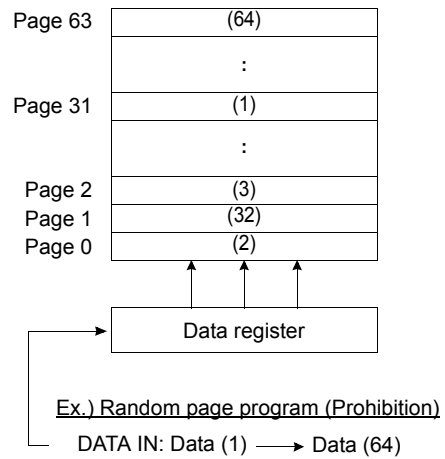 Page 63 (64)
:
Page 31 (1)
:
Page 2 (3)
Page 1 (32)
Page 0 (2)
Data register
Ex.) Random page program (Prohibition)
DATA IN: Data (1) Data (64)